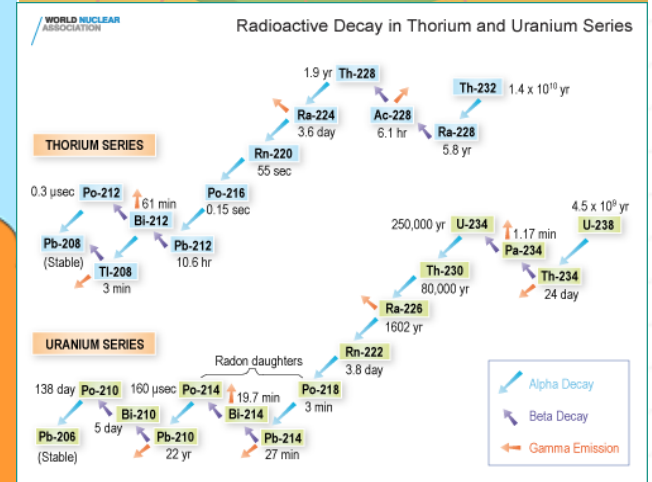 WORLD NUCLEAR
ASSOCIATION
Radioactive Decay in Thorium and Uranium Series
1.9 yr Th-228
Th-232 1.4 x 10¹⁰ yr
Ra-224
3.6 day
Ac-228
6.1 hr
Ra-228
5.8 yr
THORIUM SERIES
Rn-220
55 sec
0.3 µsec Po-212
61 min
Bi-212
Po-216
0.15 sec
Pb-208
(Stable)
Pb-212
10.6 hr
Tl-208
3 min
4.5 x 10⁹ yr
U-238
250,000 yr U-234
1.17 min
Pa-234
Th-234
24 day
Th-230
80,000 yr
Ra-226
1602 yr
URANIUM SERIES
Rn-222
3.8 day
Radon daughters
138 day Po-210
160 µsec Po-214
19.7 min
Po-218
3 min
Bi-210
5 day
Bi-214
Pb-206
(Stable)
Pb-210
22 yr
Pb-214
27 min
Alpha Decay
Beta Decay
Gamma Emission